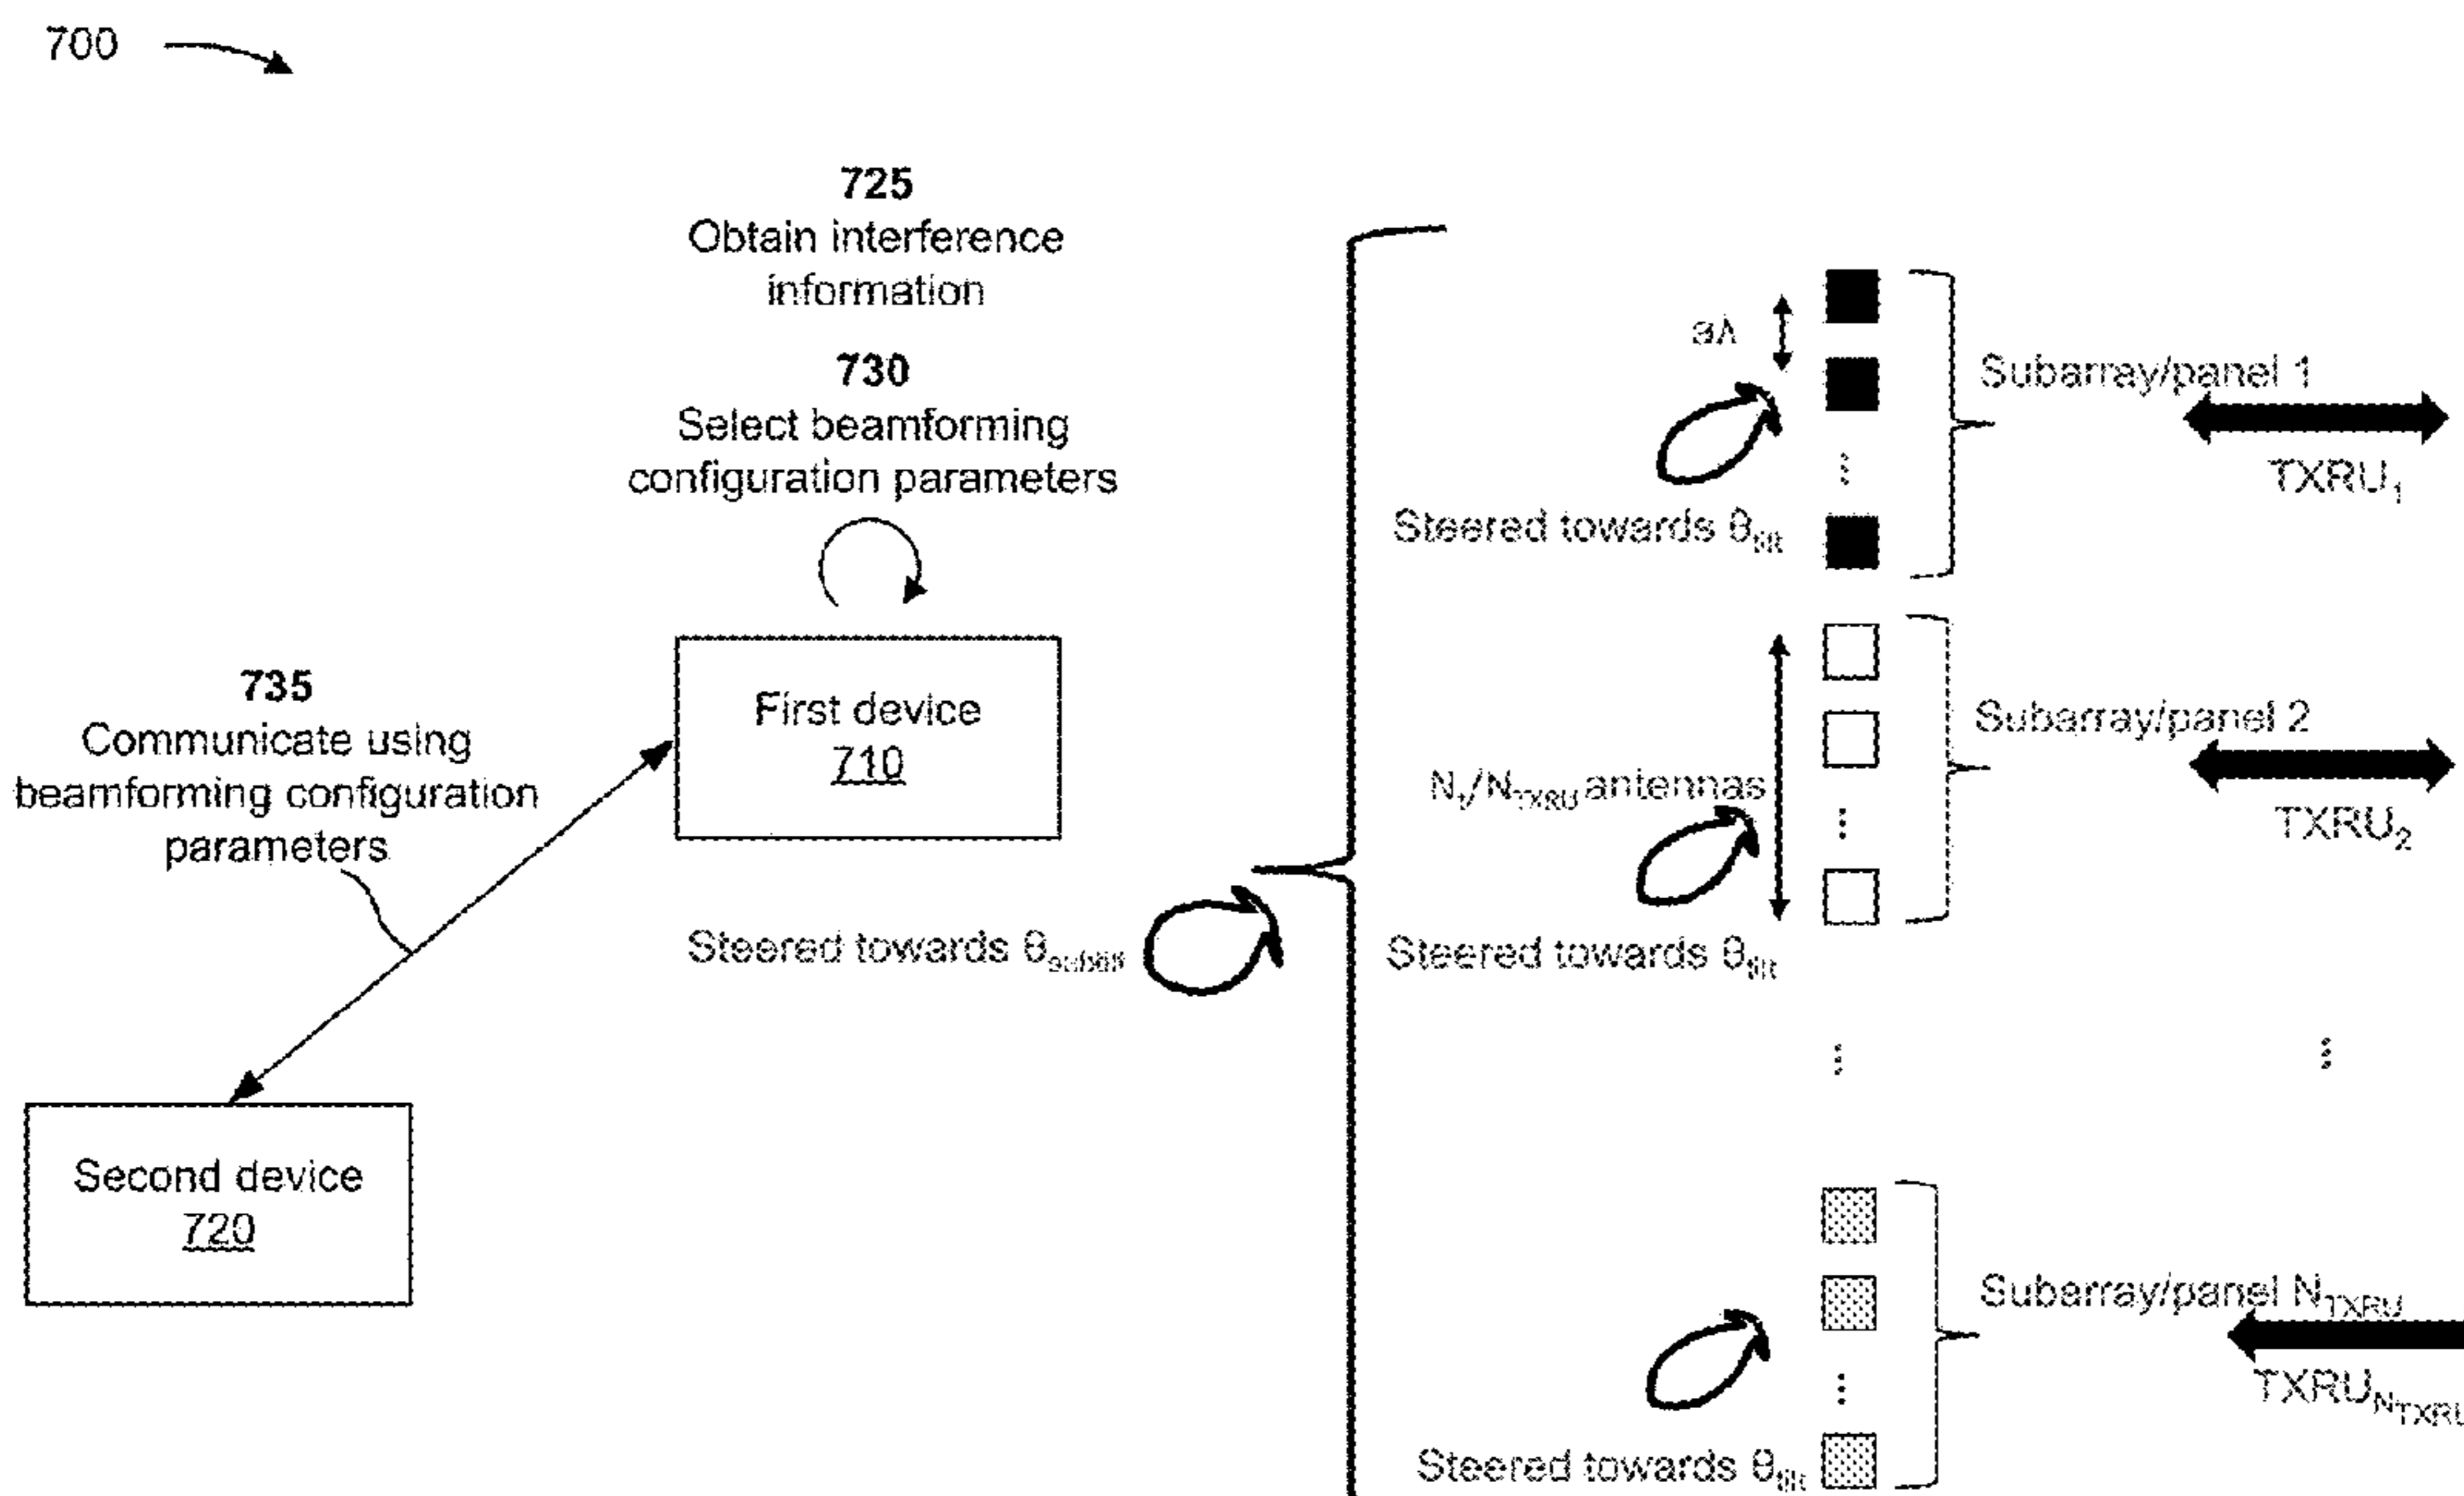 700
725
Obtain interference
information
730
Select beamforming
configuration parameters
First device
710
735
Communicate using
beamforming configuration
parameters
Second device
720
Steered towards θ
aλ
Steered towards θtilt
Subarray/panel 1
TXRU1
Nt/NTXRU antennas
Steered towards θtilt
Subarray/panel 2
TXRU2
⋮
Steered towards θtilt
Subarray/panel NTXRU
TXRUNTXRU